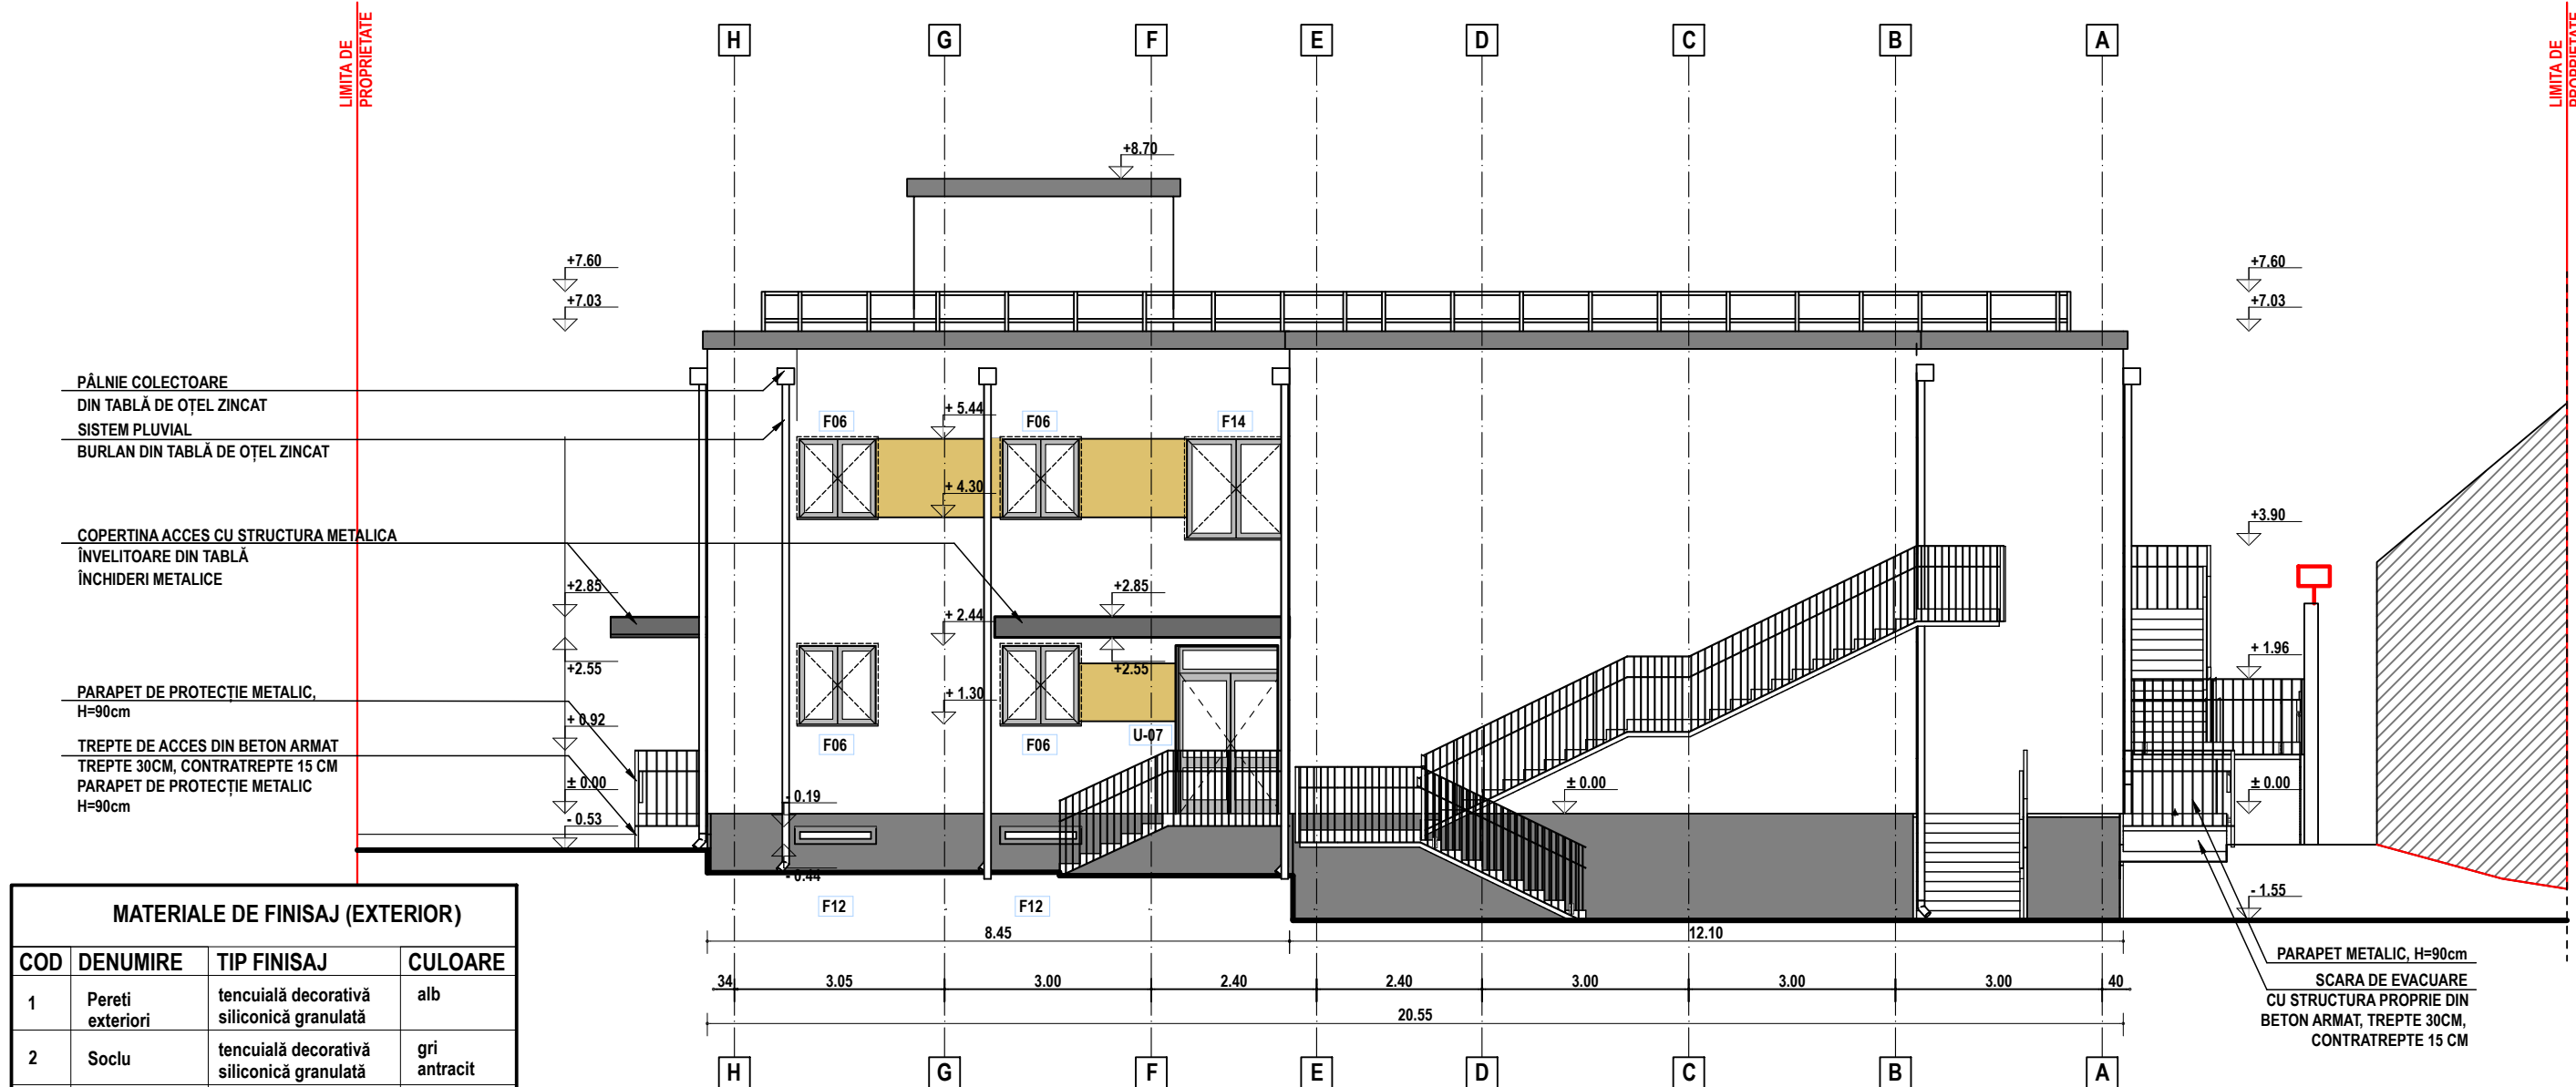 LIMITA DE
PROPRIETATE
H
G
F
E
D
C
B
A
LIMITA DE
PROPRIETATE
+8.70
+7.60
+7.03
+7.60
+7.03
PÂLNIE COLECTOARE
DIN TABLĂ DE OȚEL ZINCAT
SISTEM PLUVIAL
BURLAN DIN TABLĂ DE OȚEL ZINCAT
F06
+ 5.44
F06
F14
+ 4.30
+3.90
COPERTINA ACCES CU STRUCTURA METALICA
ÎNVELITOARE DIN TABLĂ
ÎNCHIDERI METALICE
+2.85
+2.85
+ 2.44
+2.55
+2.55
+ 1.96
PARAPET DE PROTECȚIE METALIC,
H=90cm
+ 1.30
+ 0.92
F06
F06
U-07
TREPTE DE ACCES DIN BETON ARMAT
TREPTE 30CM, CONTRATREPTE 15 CM
PARAPET DE PROTECȚIE METALIC
H=90cm
± 0.00
- 0.19
± 0.00
± 0.00
- 0.53
- 0.44
- 1.55
F12
F12
8.45
12.10
34
3.05
3.00
2.40
2.40
3.00
3.00
3.00
40
20.55
PARAPET METALIC, H=90cm
SCARA DE EVACUARE
CU STRUCTURA PROPRIE DIN
BETON ARMAT, TREPTE 30CM,
CONTRATREPTE 15 CM
H
G
F
E
D
C
B
A
MATERIALE DE FINISAJ (EXTERIOR)
COD DENUMIRE TIP FINISAJ CULOARE
1 Pereti exteriori tencuială decorativă siliconică granulată alb
2 Soclu tencuială decorativă siliconică granulată gri antracit